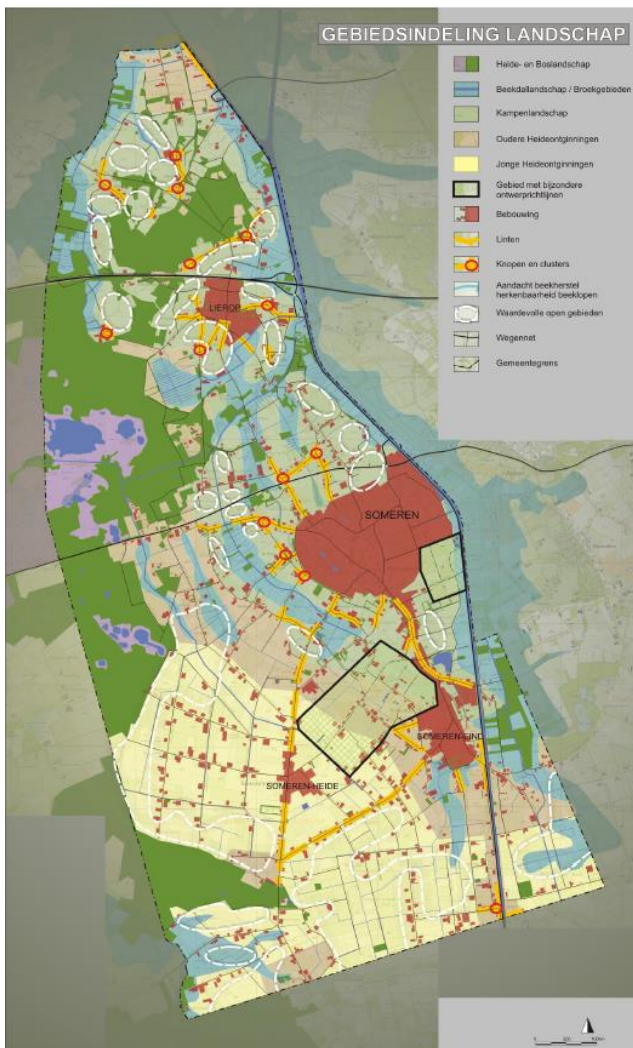 GEBIEDSINDELING LANDSCHAP
Heide- en Boslandschap
Beekdallandschap / Broekgebieden
Kampenlandschap
Oudere Heideontginningen
Jonge Heideontginningen
Gebied met bijzondere
ontwerprichtlijnen
Bebouwing
Linten
Knopen en clusters
Aandacht beekherstel
herkenbaarheid beeklopen
Waardevolle open gebieden
Wegennet
Gemeentegrens
LIEROP
SOMEREN
SOMEREN-EIND
SOMEREN-HEIDE
0